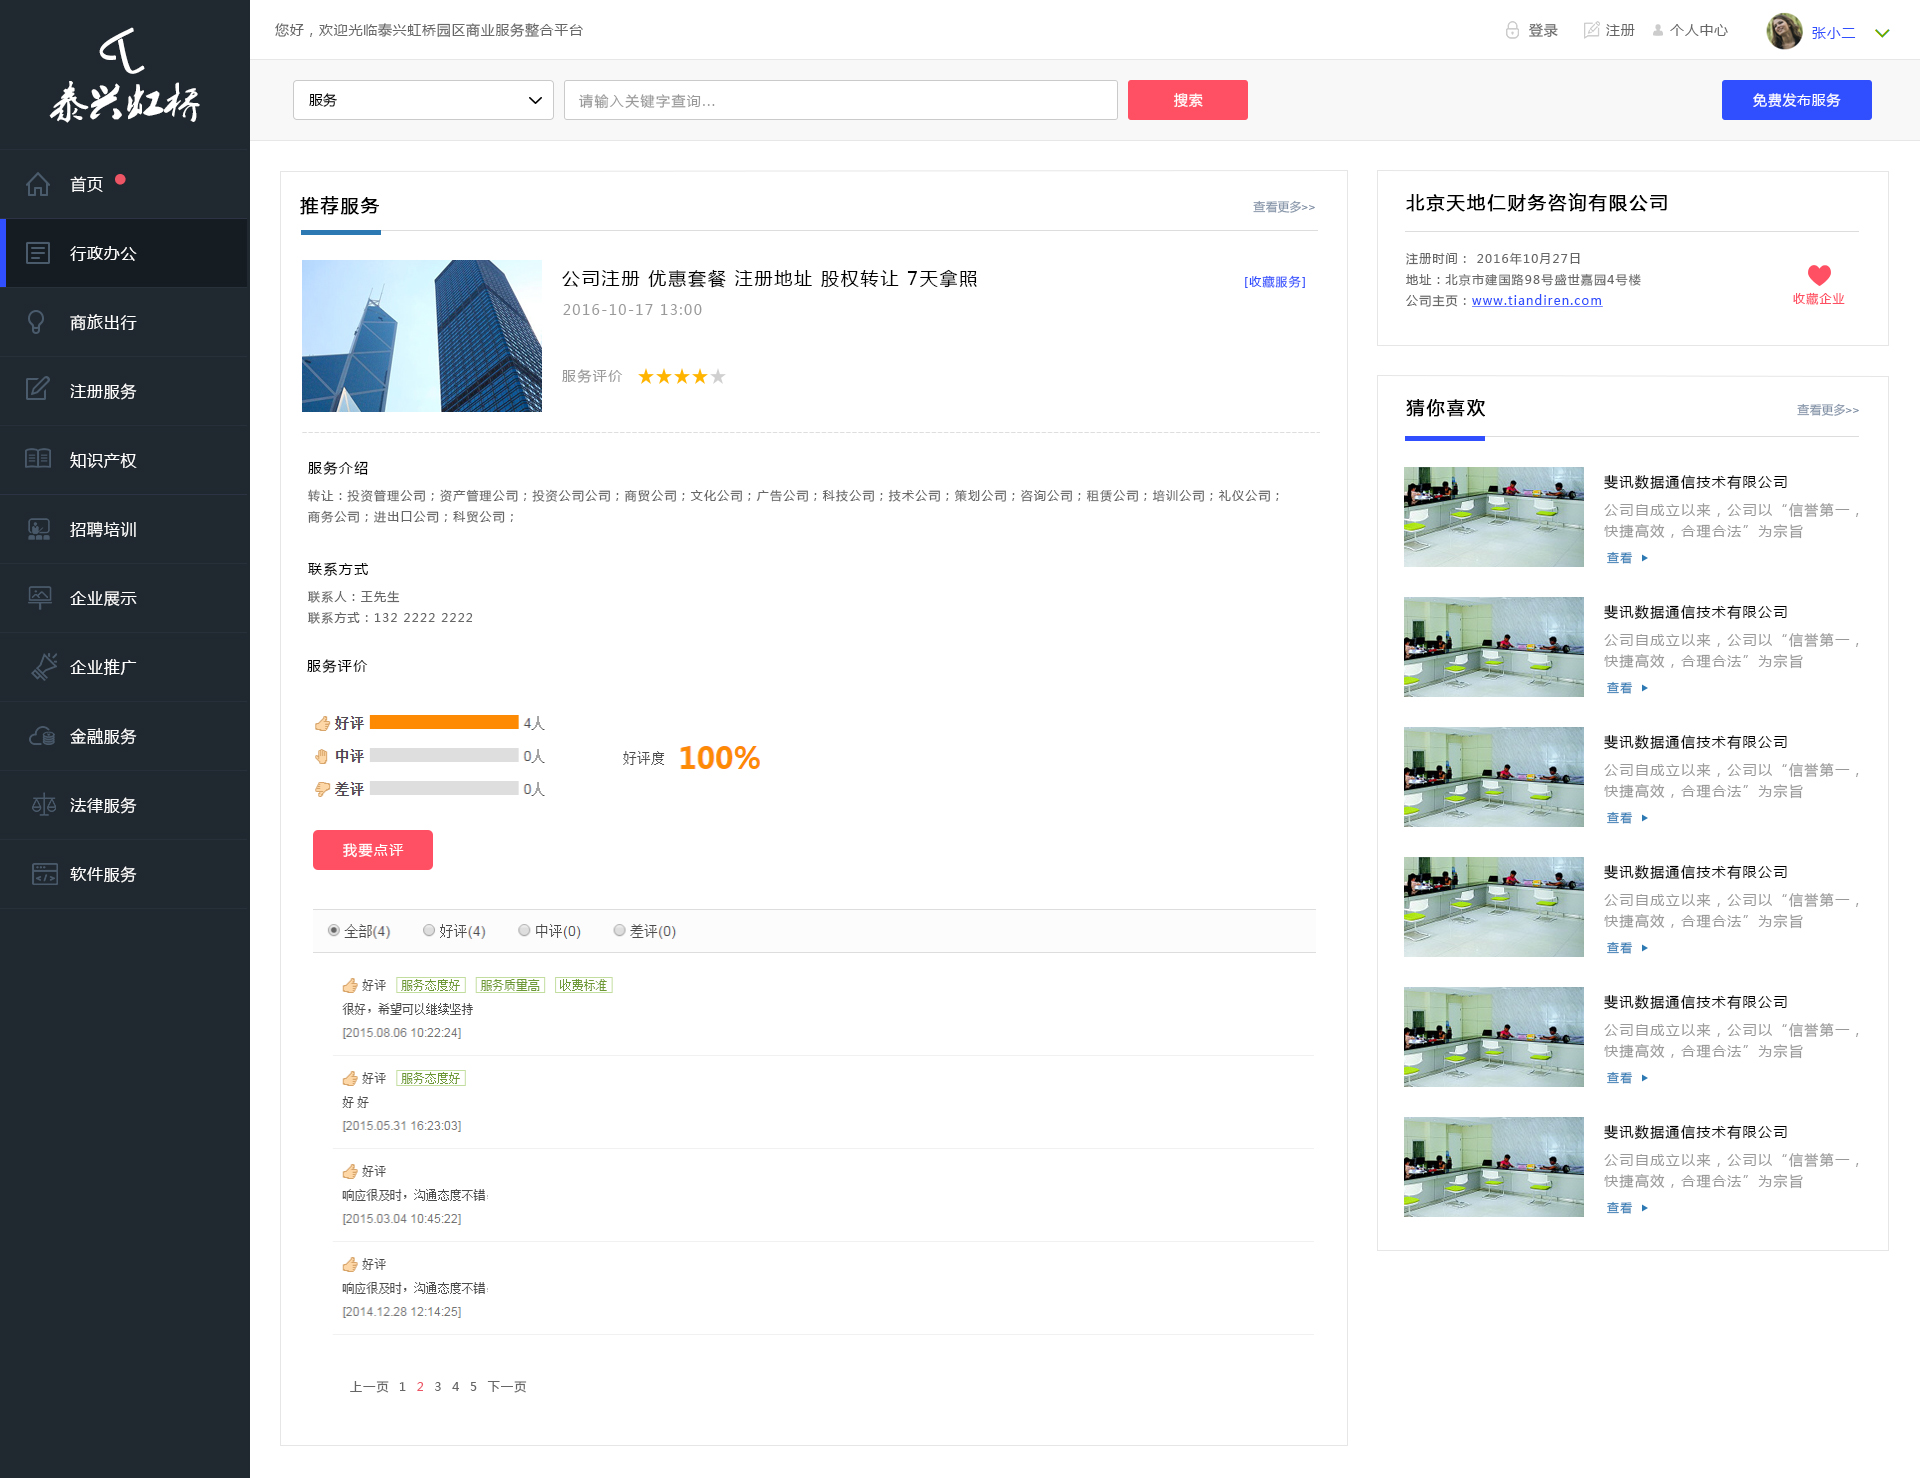 泰兴虹桥
首页
行政办公
商旅出行
注册服务
知识产权
招聘培训
企业展示
企业推广
金融服务
法律服务
软件服务
您好，欢迎光临泰兴虹桥园区商业服务整合平台
登录 注册 个人中心 张小二
服务 请输入关键字查询... 搜索 免费发布服务
推荐服务 查看更多>>
公司注册 优惠套餐 注册地址 股权转让 7天拿照 [收藏服务]
2016-10-17 13:00
服务评价
服务介绍
转让：投资管理公司；资产管理公司；投资公司公司；商贸公司；文化公司；广告公司；科技公司；技术公司；策划公司；咨询公司；租赁公司；培训公司；礼仪公司；
商务公司；进出口公司；科贸公司；
联系方式
联系人：王先生
联系方式：132 2222 2222
服务评价
好评 4人
中评 0人
差评 0人
好评度 100%
我要点评
全部(4) 好评(4) 中评(0) 差评(0)
好评 服务态度好 服务质量高 收费标准
很好，希望可以继续坚持
[2015.08.06 10:22:24]
好评 服务态度好
好 好
[2015.05.31 16:23:03]
好评
响应很及时，沟通态度不错
[2015.03.04 10:45:22]
好评
响应很及时，沟通态度不错
[2014.12.28 12:14:25]
上一页 1 2 3 4 5 下一页
北京天地仁财务咨询有限公司
注册时间： 2016年10月27日
地址：北京市建国路98号盛世嘉园4号楼
公司主页：www.tiandiren.com
收藏企业
猜你喜欢 查看更多>>
斐讯数据通信技术有限公司
公司自成立以来，公司以“信誉第一，
快捷高效，合理合法”为宗旨
查看
斐讯数据通信技术有限公司
公司自成立以来，公司以“信誉第一，
快捷高效，合理合法”为宗旨
查看
斐讯数据通信技术有限公司
公司自成立以来，公司以“信誉第一，
快捷高效，合理合法”为宗旨
查看
斐讯数据通信技术有限公司
公司自成立以来，公司以“信誉第一，
快捷高效，合理合法”为宗旨
查看
斐讯数据通信技术有限公司
公司自成立以来，公司以“信誉第一，
快捷高效，合理合法”为宗旨
查看
斐讯数据通信技术有限公司
公司自成立以来，公司以“信誉第一，
快捷高效，合理合法”为宗旨
查看